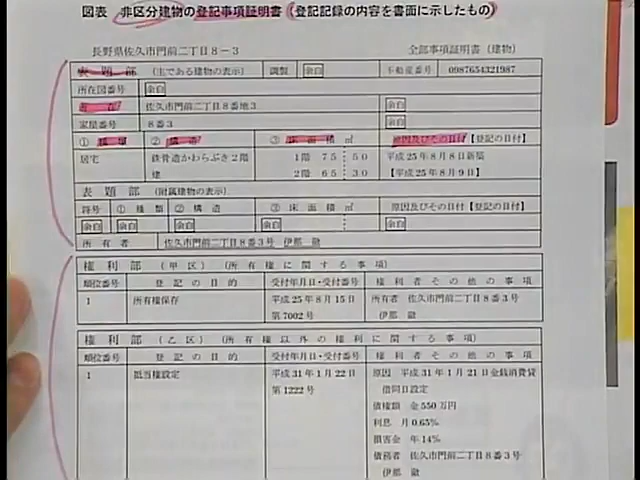 図表 非区分建物の登記事項証明書(登記記録の内容を書面に示したもの)
長野県佐久市門前二丁目8-3 全部事項証明書(建物)
表題部(主である建物の表示) 調製 余白 不動産番号 0987654321987
所在図番号 余白
所在 佐久市門前二丁目8番地3 余白
家屋番号 8番3 余白
①種類 ②構造 ③床面積㎡ 原因及びその日付【登記の日付】
居宅 鉄骨造かわらぶき2階 1階 75:50 平成25年8月8日新築
建 2階 65:30 【平成25年8月9日】
表題部(附属建物の表示)
符号 ①種類 ②構造 ③床面積㎡ 原因及びその日付【登記の日付】
余白 余白 余白 余白 余白
所有者 佐久市門前二丁目8番3号 伊那 徹
権利部(甲区)(所有権に関する事項)
順位番号 登記の目的 受付年月日・受付番号 権利者その他の事項
1 所有権保存 平成25年8月15日 所有者 佐久市門前二丁目8番3号
第7002号 伊那 徹
権利部(乙区)(所有権以外の権利に関する事項)
順位番号 登記の目的 受付年月日・受付番号 権利者その他の事項
1 抵当権設定 平成31年1月22日 原因 平成31年1月21日金銭消費貸
第1222号 借同日設定
債権額 金550万円
利息 月0.65%
損害金 年14%
債務者 佐久市門前二丁目8番3号
伊那 徹